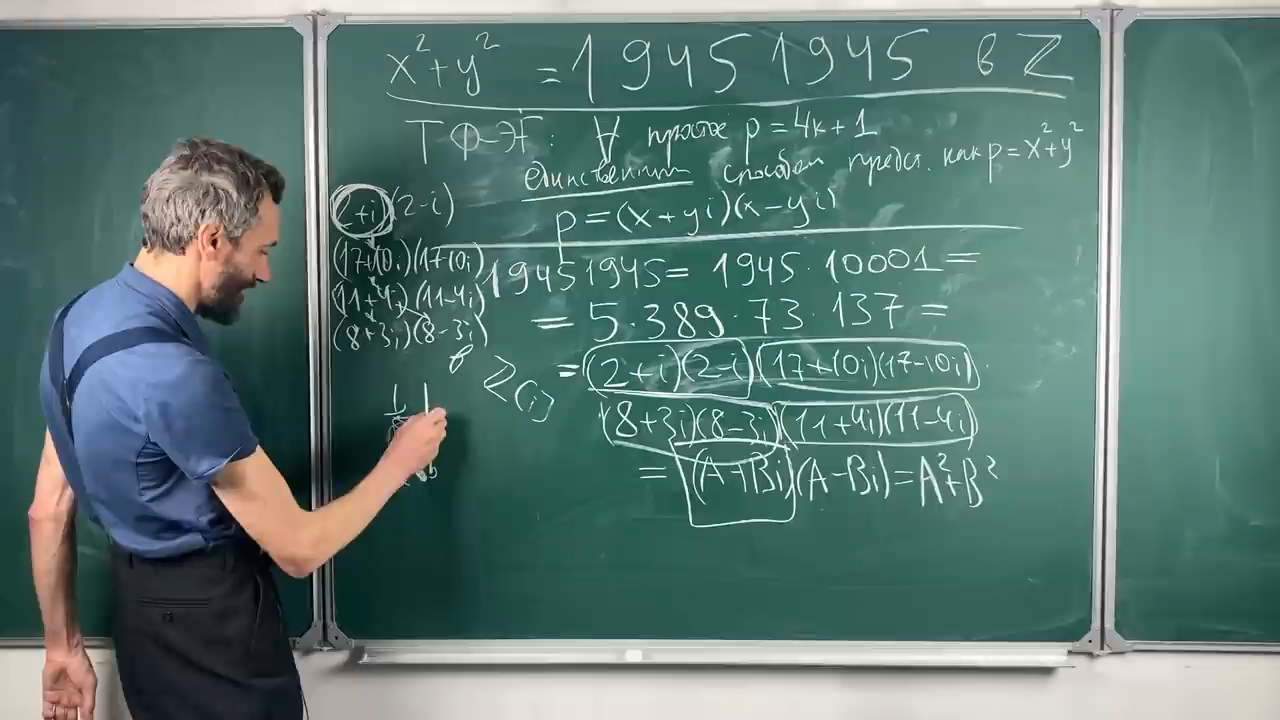 x²+y² = 19451945 в Z
Т Ф-Э: ∀ простое p=4k+1
единственным способом предст. как p=x²+y²
p=(x+yi)(x-yi)
(2+i)(2-i)
(17+10i)(17-10i)
(11+4i)(11-4i)
(8+3i)(8-3i)
19451945= 1945·10001=
= 5·389·73·137=
в Z[i]
= (2+i)(2-i)(17+10i)(17-10i)·
(8+3i)(8-3i)(11+4i)(11-4i)
= (A+Bi)(A-Bi)=A²+B²